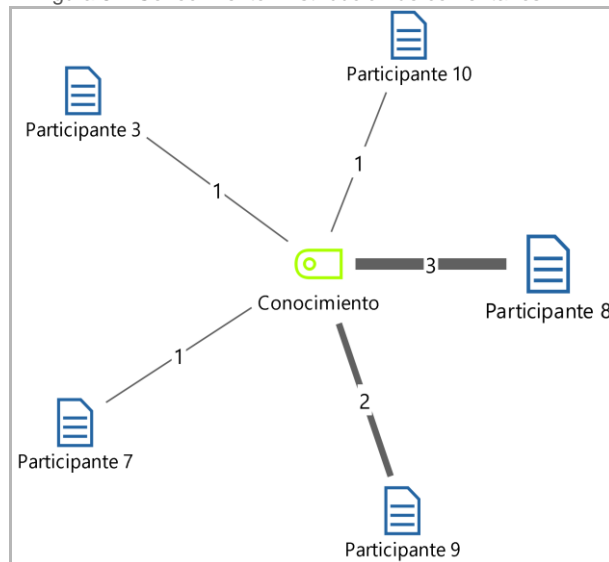 Participante 10
Participante 3
1
1
3
Conocimiento
Participante 8
1
2
Participante 7
Participante 9